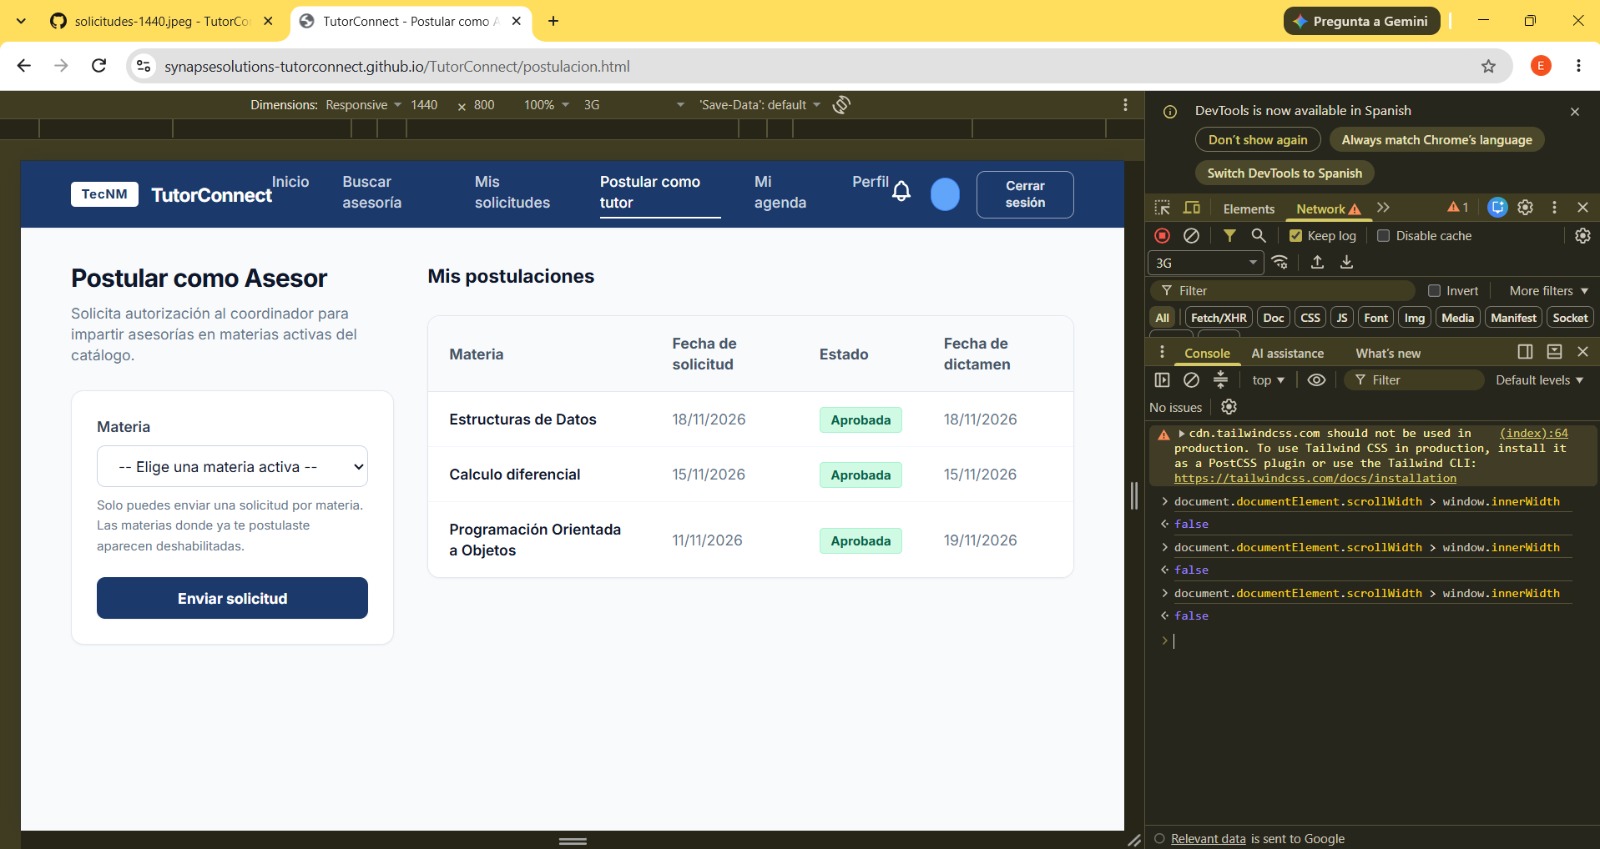 solicitudes-1440.jpeg - TutorCo
TutorConnect - Postular como A
Pregunta a Gemini
synapsesolutions-tutorconnect.github.io/TutorConnect/postulacion.html
E
Dimensions: Responsive 1440 x 800 100% 3G 'Save-Data': default
TecNM TutorConnect
Inicio
Buscar asesoría
Mis solicitudes
Postular como tutor
Mi agenda
Perfil
Cerrar sesión
Postular como Asesor
Solicita autorización al coordinador para
impartir asesorías en materias activas del
catálogo.
Materia
-- Elige una materia activa --
Solo puedes enviar una solicitud por materia.
Las materias donde ya te postulaste
aparecen deshabilitadas.
Enviar solicitud
Mis postulaciones
Materia Fecha de solicitud Estado Fecha de dictamen
Estructuras de Datos 18/11/2026 Aprobada 18/11/2026
Calculo diferencial 15/11/2026 Aprobada 15/11/2026
Programación Orientada a Objetos 11/11/2026 Aprobada 19/11/2026
DevTools is now available in Spanish
Don't show again Always match Chrome's language
Switch DevTools to Spanish
Elements Network 1
Keep log Disable cache
3G
Filter Invert More filters
All Fetch/XHR Doc CSS JS Font Img Media Manifest Socket
Console AI assistance What's new
top Filter Default levels
No issues
cdn.tailwindcss.com should not be used in (index):64
production. To use Tailwind CSS in production, install it
as a PostCSS plugin or use the Tailwind CLI:
https://tailwindcss.com/docs/installation
> document.documentElement.scrollWidth > window.innerWidth
false
> document.documentElement.scrollWidth > window.innerWidth
false
> document.documentElement.scrollWidth > window.innerWidth
false
>
Relevant data is sent to Google